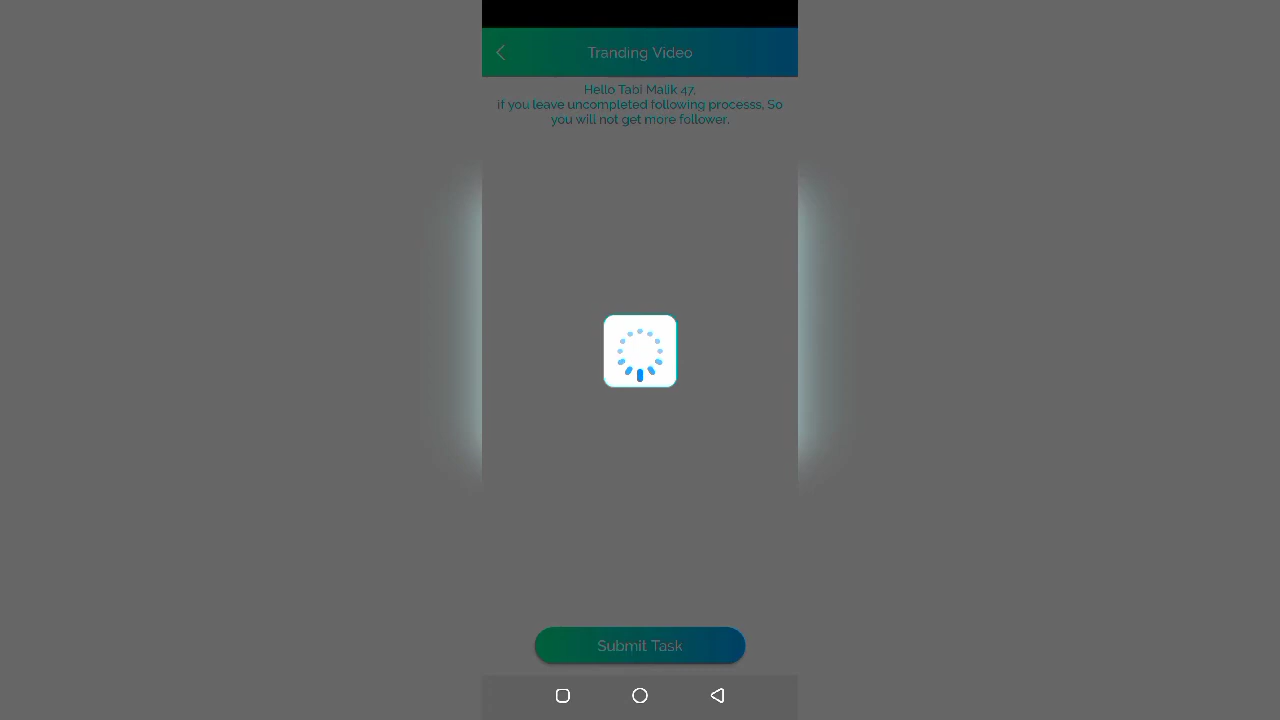 Tranding Video
Hello Tabi Malik 47,
if you leave uncompleted following processs, So
you will not get more follower.
Submit Task